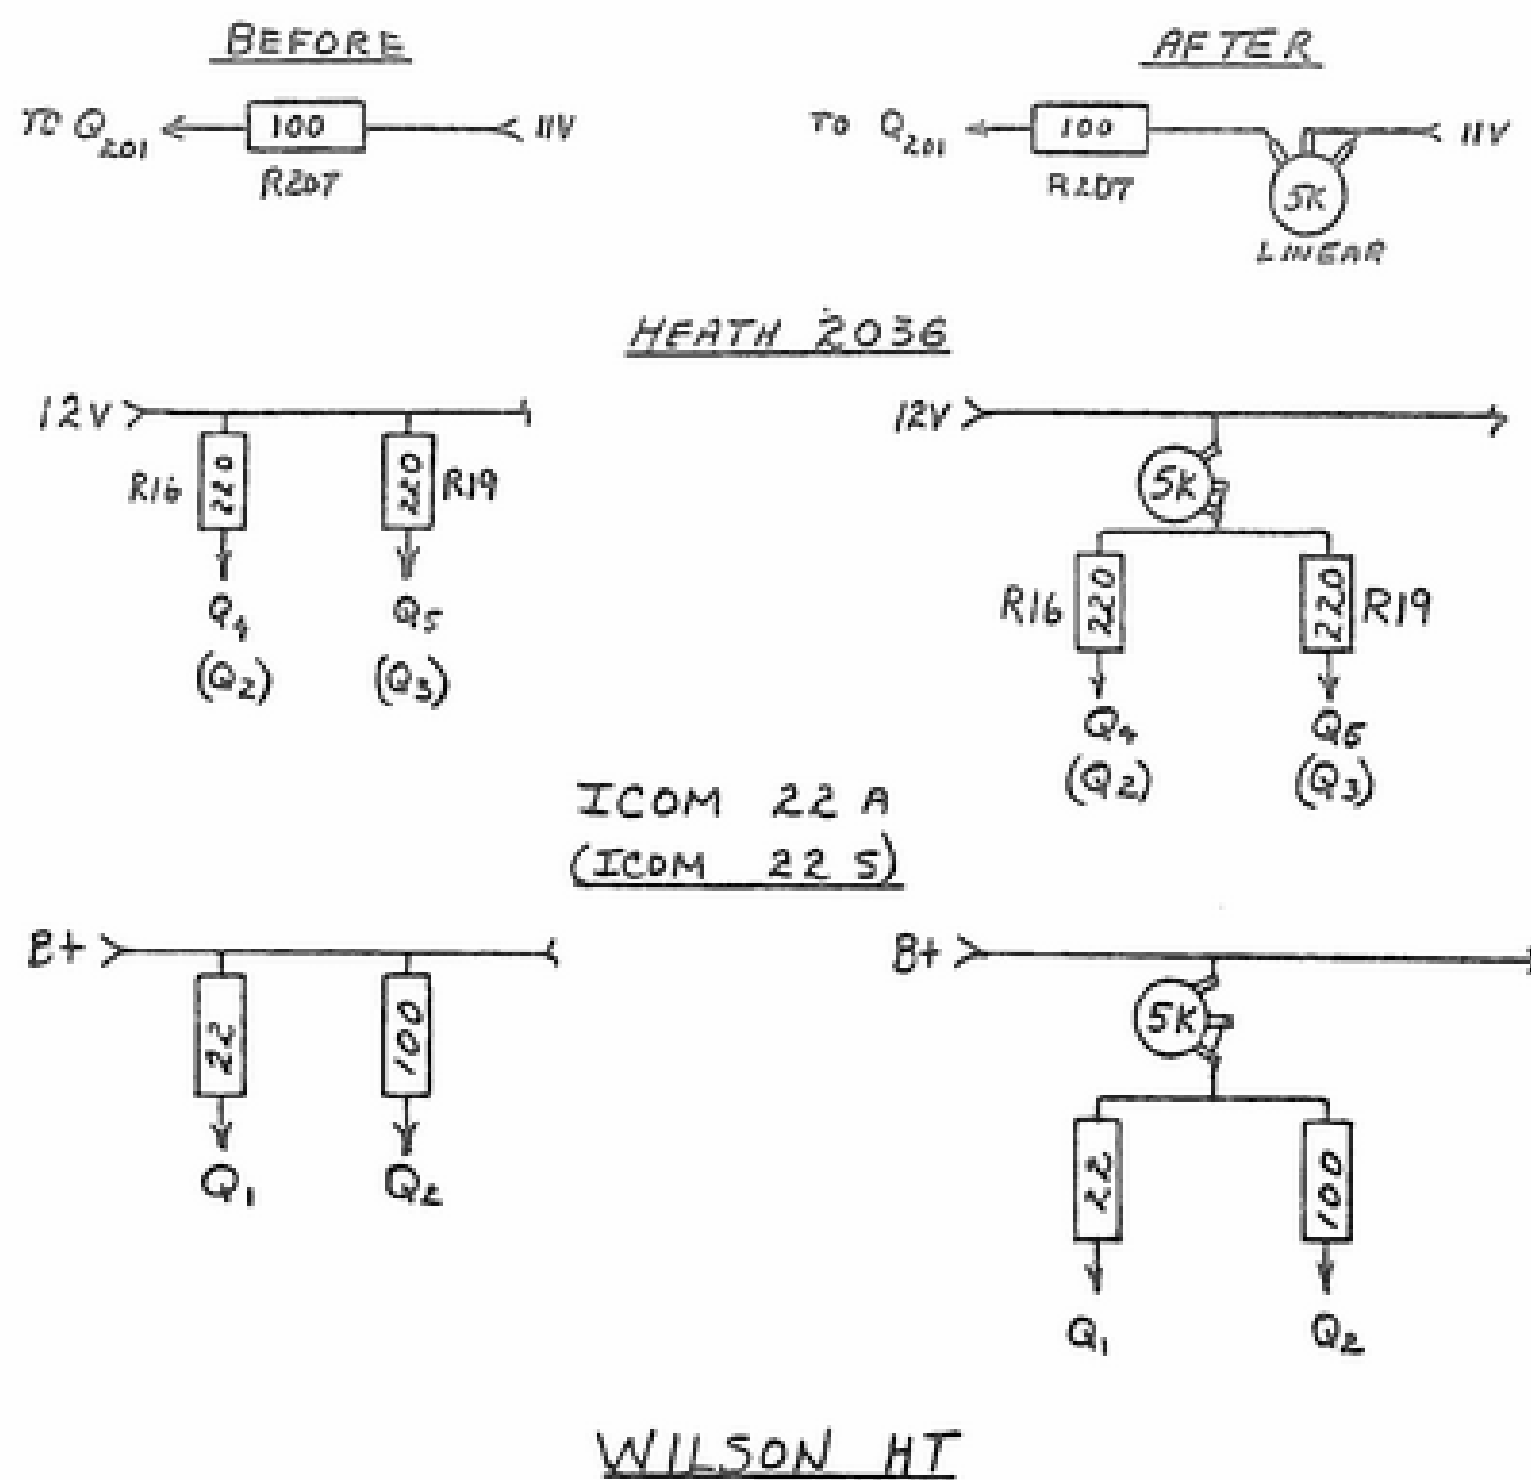 BEFORE
AFTER
TO Q201
100
11V
R207
TO Q201
100
11V
R207
5K
LINEAR
HEATH 2036
12V
R16
220
220
R19
Q4
Q5
(Q2)
(Q3)
12V
5K
R16
220
220
R19
Q4
Q5
(Q2)
(Q3)
ICOM 22 A
(ICOM 22 S)
B+
22
100
Q1
Q2
B+
5K
22
100
Q1
Q2
WILSON HT